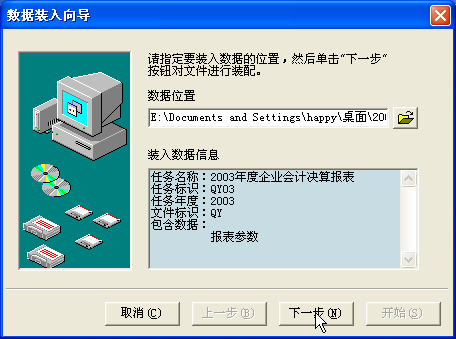 数据装入向导
请指定要装入数据的位置，然后单击“下一步”
按钮对文件进行装配。
数据位置
E:\Documents and Settings\happy\桌面\200
装入数据信息
任务名称：2003年度企业会计决算报表
任务标识：QY03
任务年度：2003
文件标识：QY
包含数据：
报表参数
取消(C)
上一步(B)
下一步(N)
开始(S)